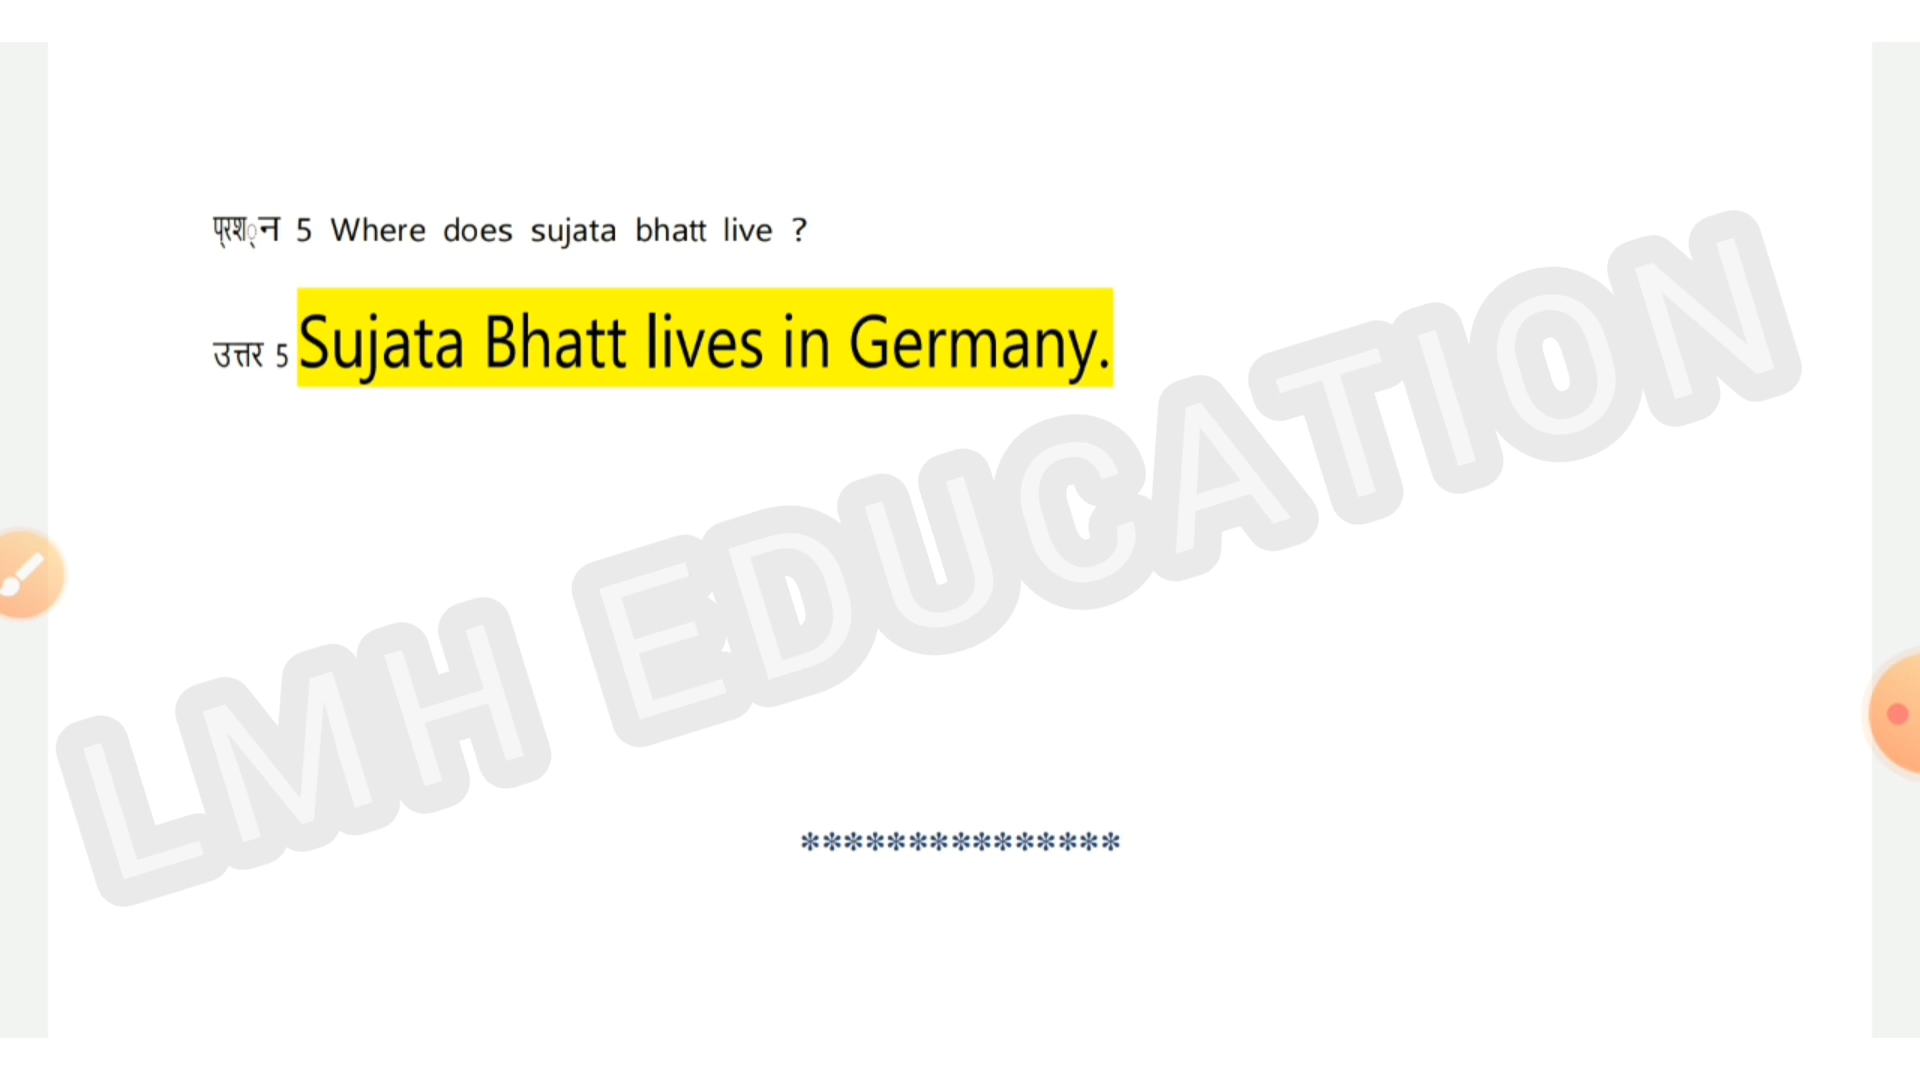 प्रश्‍न 5 Where does sujata bhatt live ?
उत्तर 5 Sujata Bhatt lives in Germany.
LMH EDUCATION
***************